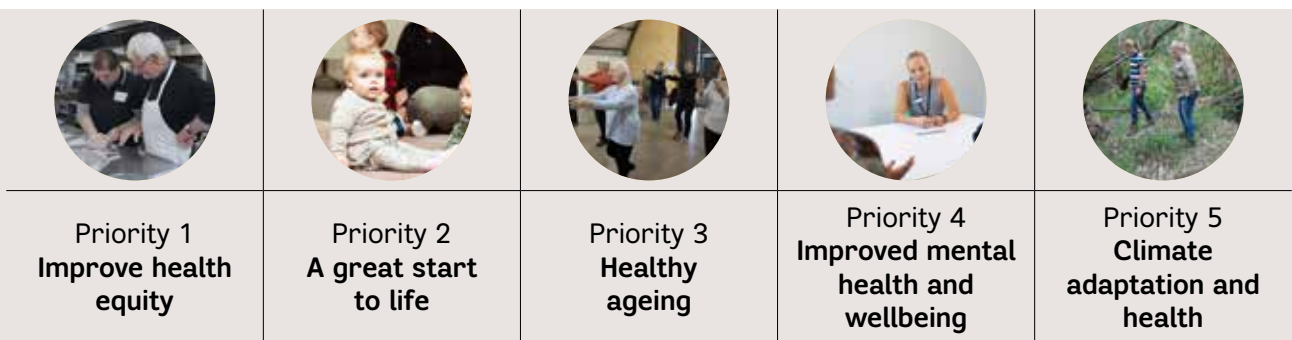 Priority 1
Improve health
equity
Priority 2
A great start
to life
Priority 3
Healthy
ageing
Priority 4
Improved mental
health and
wellbeing
Priority 5
Climate
adaptation and
health